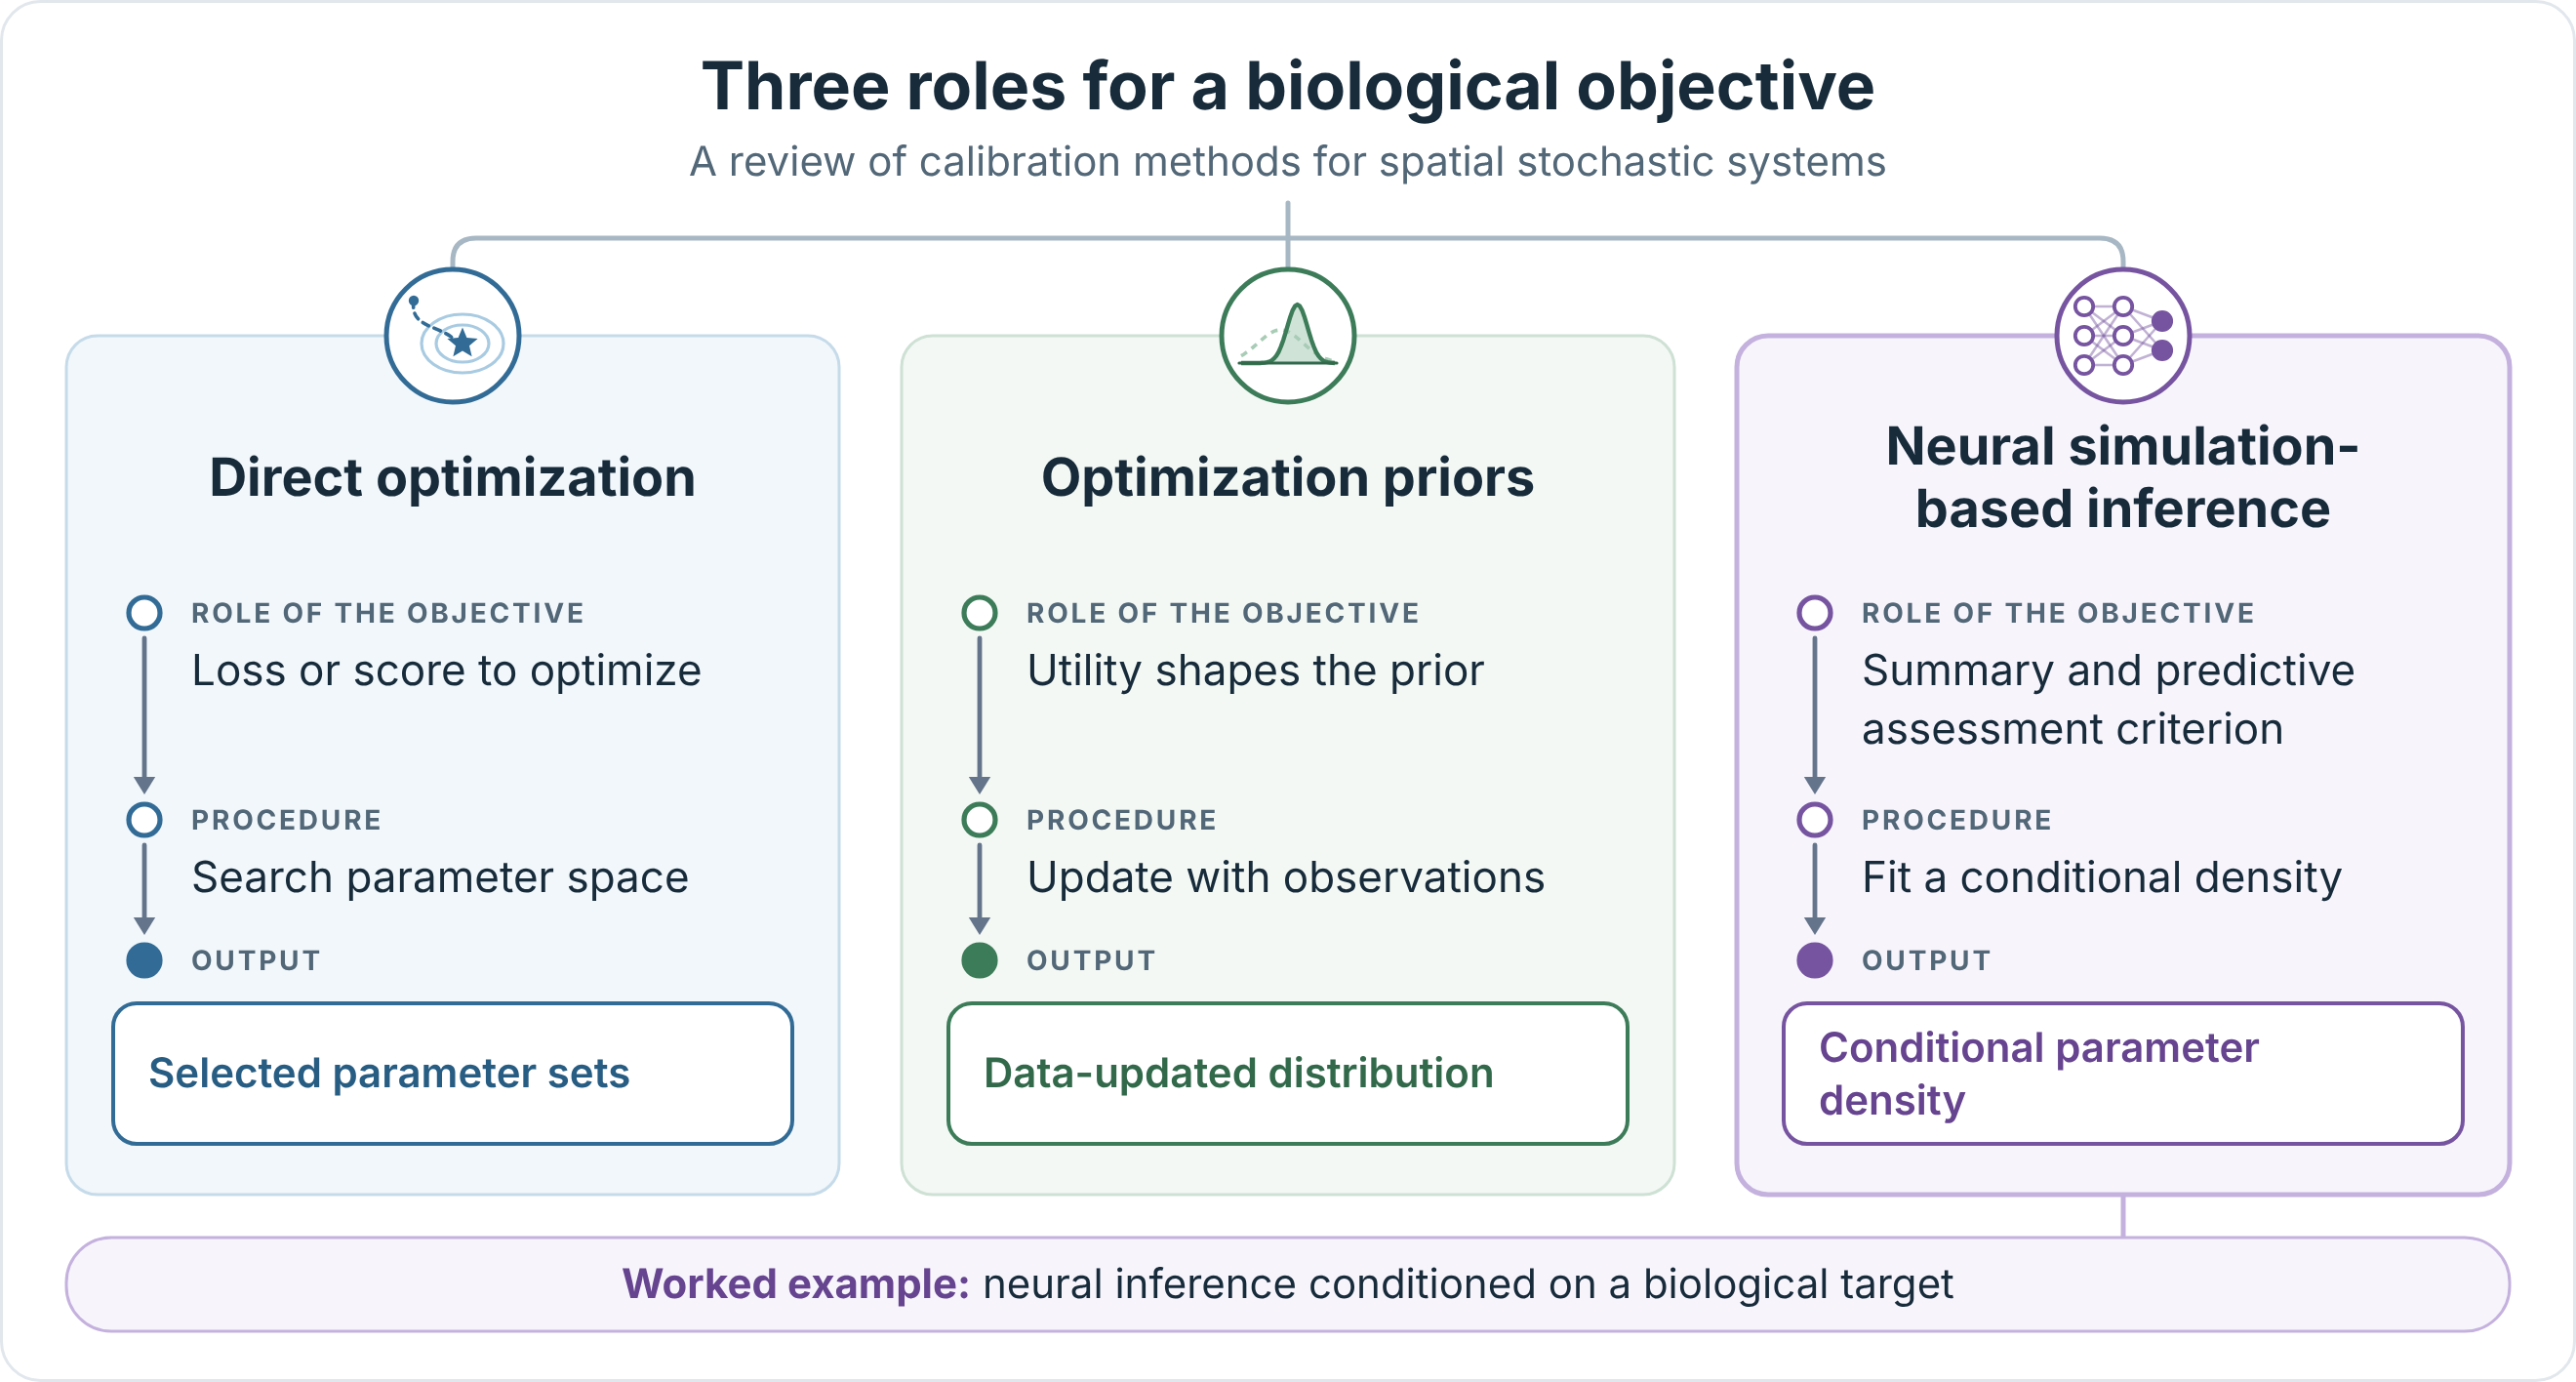 Three roles for a biological objective
A review of calibration methods for spatial stochastic systems
Direct optimization
ROLE OF THE OBJECTIVE
Loss or score to optimize
PROCEDURE
Search parameter space
OUTPUT
Selected parameter sets
Optimization priors
ROLE OF THE OBJECTIVE
Utility shapes the prior
PROCEDURE
Update with observations
OUTPUT
Data-updated distribution
Neural simulation-
based inference
ROLE OF THE OBJECTIVE
Summary and predictive
assessment criterion
PROCEDURE
Fit a conditional density
OUTPUT
Conditional parameter
density
Worked example: neural inference conditioned on a biological target